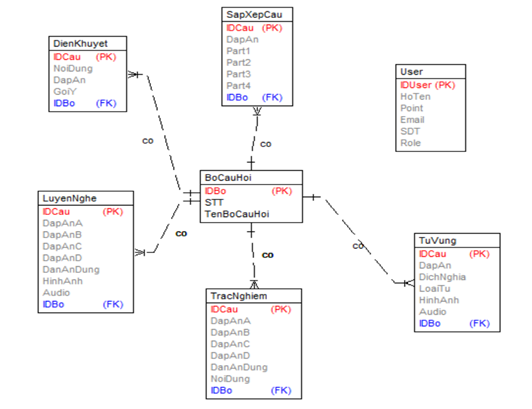 SapXepCau
IDCau (PK)
DapAn
Part1
Part2
Part3
Part4
IDBo (FK)
DienKhuyet
IDCau (PK)
NoiDung
DapAn
GoiY
IDBo (FK)
User
IDUser (PK)
HoTen
Point
Email
SDT
Role
co
co
BoCauHoi
IDBo (PK)
STT
TenBoCauHoi
LuyenNghe
IDCau (PK)
DapAnA
DapAnB
DapAnC
DapAnD
DanAnDung
HinhAnh
Audio
IDBo (FK)
co
co
co
TuVung
IDCau (PK)
DapAn
DichNghia
LoaiTu
HinhAnh
Audio
IDBo (FK)
TracNghiem
IDCau (PK)
DapAnA
DapAnB
DapAnC
DapAnD
DanAnDung
NoiDung
IDBo (FK)